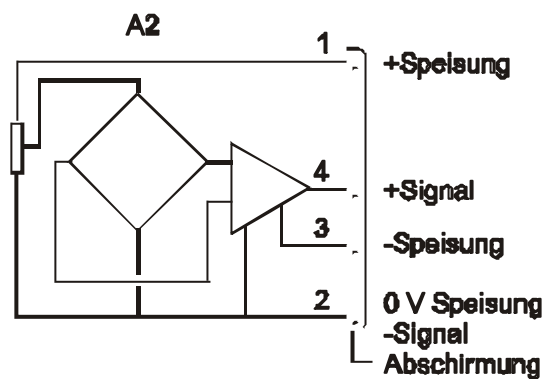 A2
1
+Speisung
4
+Signal
3
-Speisung
2
0 V Speisung
-Signal
Abschirmung